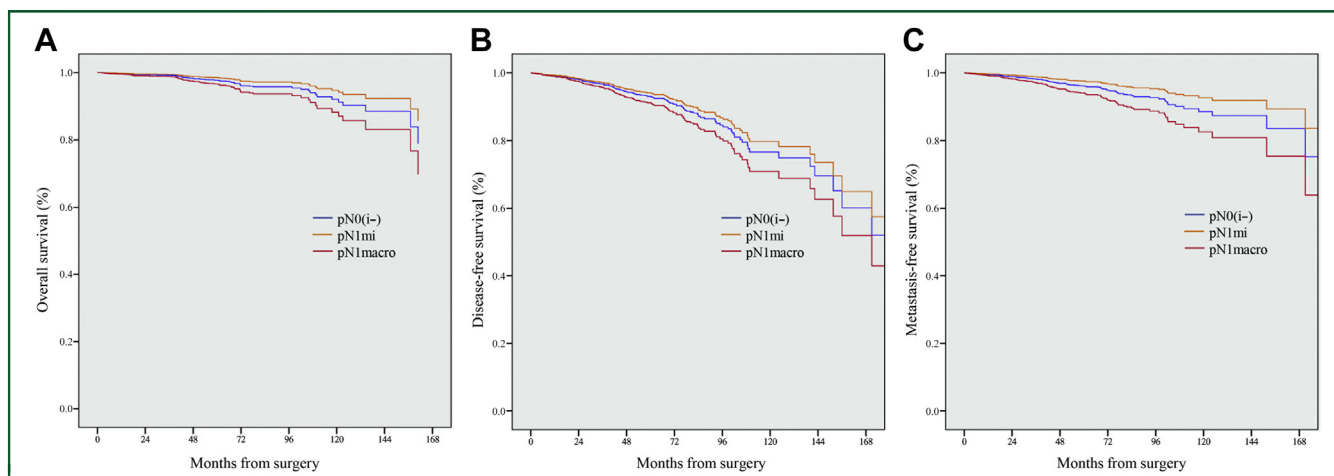 A
Overall survival (%)
1.0
0.8
0.6
0.4
0.2
0.0
pN0(i–)
pN1mi
pN1macro
0 24 48 72 96 120 144 168
Months from surgery
B
Disease-free survival (%)
1.0
0.8
0.6
0.4
0.2
0.0
pN0(i–)
pN1mi
pN1macro
0 24 48 72 96 120 144 168
Months from surgery
C
Metastasis-free survival (%)
1.0
0.8
0.6
0.4
0.2
0.0
pN0(i–)
pN1mi
pN1macro
0 24 48 72 96 120 144 168
Months from surgery